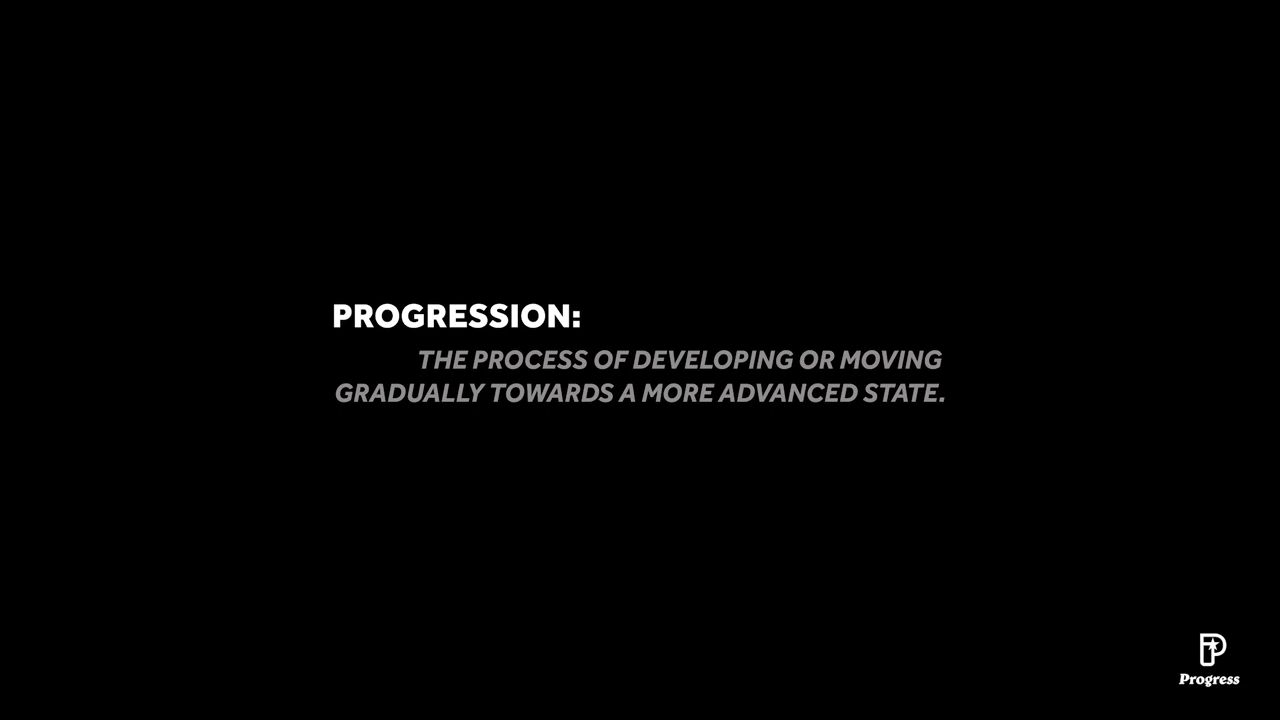 PROGRESSION:
THE PROCESS OF DEVELOPING OR MOVING
GRADUALLY TOWARDS A MORE ADVANCED STATE.
Progress